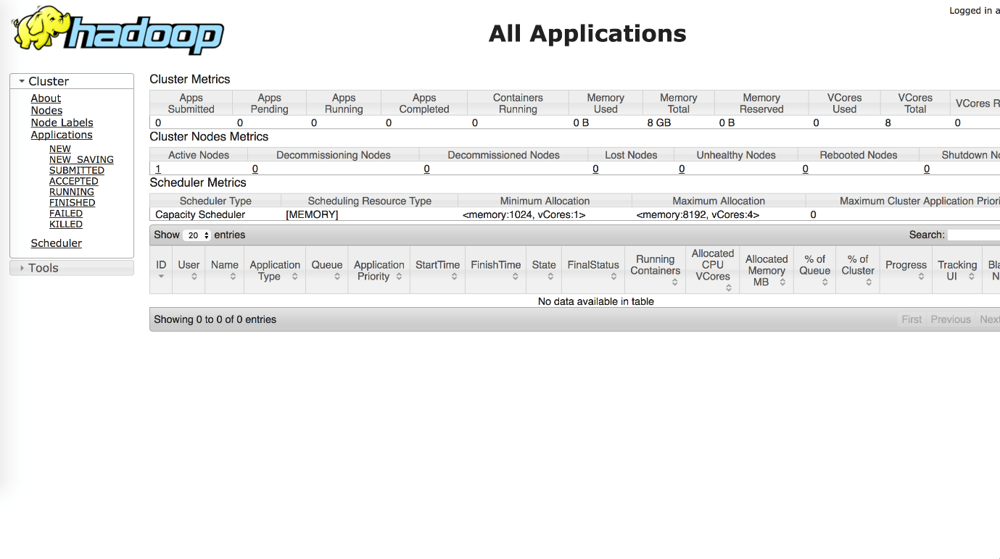 Logged in a
hadoop
All Applications
Cluster
About
Nodes
Node Labels
Applications
NEW
NEW_SAVING
SUBMITTED
ACCEPTED
RUNNING
FINISHED
FAILED
KILLED
Scheduler
Tools
Cluster Metrics
Apps Submitted Apps Pending Apps Running Apps Completed Containers Running Memory Used Memory Total Memory Reserved VCores Used VCores Total VCores R
0 0 0 0 0 0 B 8 GB 0 B 0 8 0
Cluster Nodes Metrics
Active Nodes Decommissioning Nodes Decommissioned Nodes Lost Nodes Unhealthy Nodes Rebooted Nodes Shutdown No
1 0 0 0 0 0 0
Scheduler Metrics
Scheduler Type Scheduling Resource Type Minimum Allocation Maximum Allocation Maximum Cluster Application Priori
Capacity Scheduler [MEMORY] <memory:1024, vCores:1> <memory:8192, vCores:4> 0
Show 20 entries Search:
ID User Name Application Type Queue Application Priority StartTime FinishTime State FinalStatus Running Containers Allocated CPU VCores Allocated Memory MB % of Queue % of Cluster Progress Tracking UI Bla N
No data available in table
Showing 0 to 0 of 0 entries First Previous Next